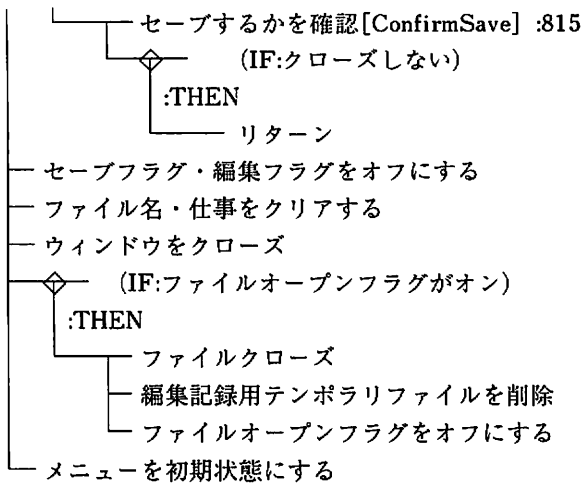 セーブするかを確認[ConfirmSave] :815
(IF:クローズしない)
:THEN
リターン
セーブフラグ・編集フラグをオフにする
ファイル名・仕事をクリアする
ウィンドウをクローズ
(IF:ファイルオープンフラグがオン)
:THEN
ファイルクローズ
編集記録用テンポラリファイルを削除
ファイルオープンフラグをオフにする
メニューを初期状態にする